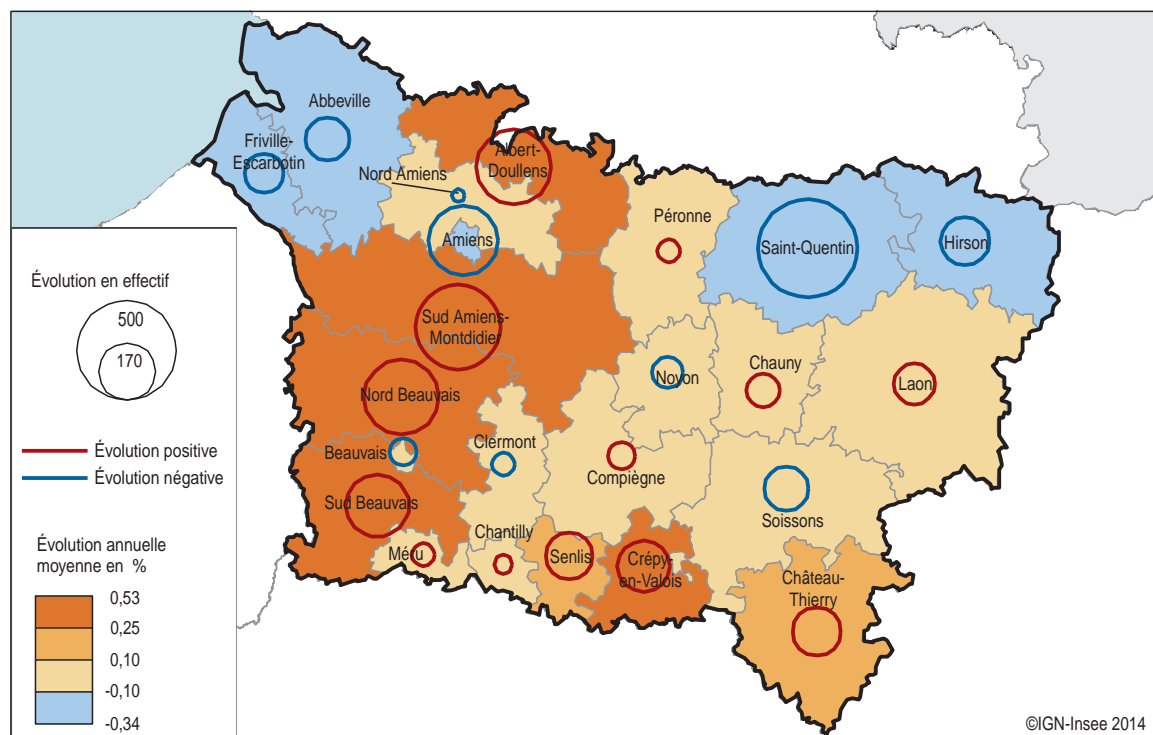 Abbeville
Friville-
Escarbotin
Nord Amiens
Albert-
Doullens
Amiens
Péronne
Saint-Quentin
Hirson
Sud Amiens-
Montdidier
Nord Beauvais
Noyon
Chauny
Laon
Beauvais
Clermont
Compiègne
Sud Beauvais
Soissons
Méru
Chantilly
Senlis
Crépy-
en-Valois
Château-
Thierry
Évolution en effectif
500
170
Évolution positive
Évolution négative
Évolution annuelle
moyenne en %
0,53
0,25
0,10
-0,10
-0,34
©IGN-Insee 2014